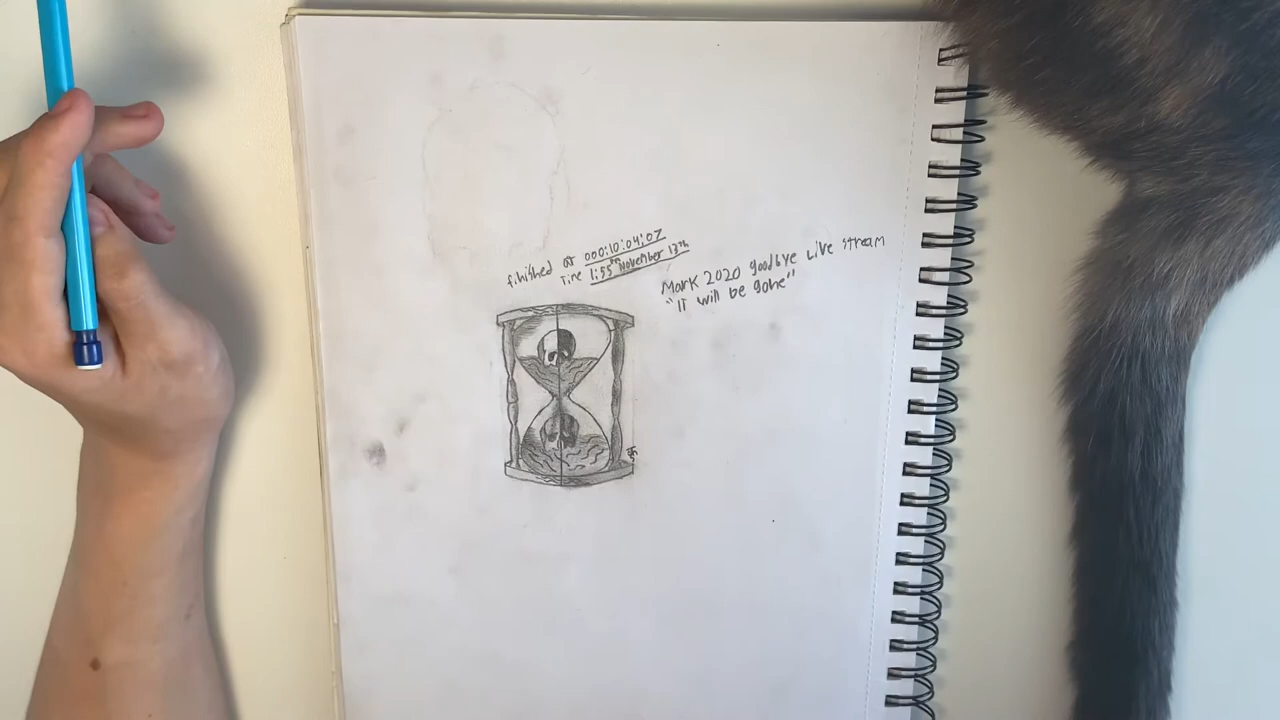 finished at 000:10:04:07
Time 1:55 November 13th
Mark 2020 goodbye Live stream
"IT will be gone"